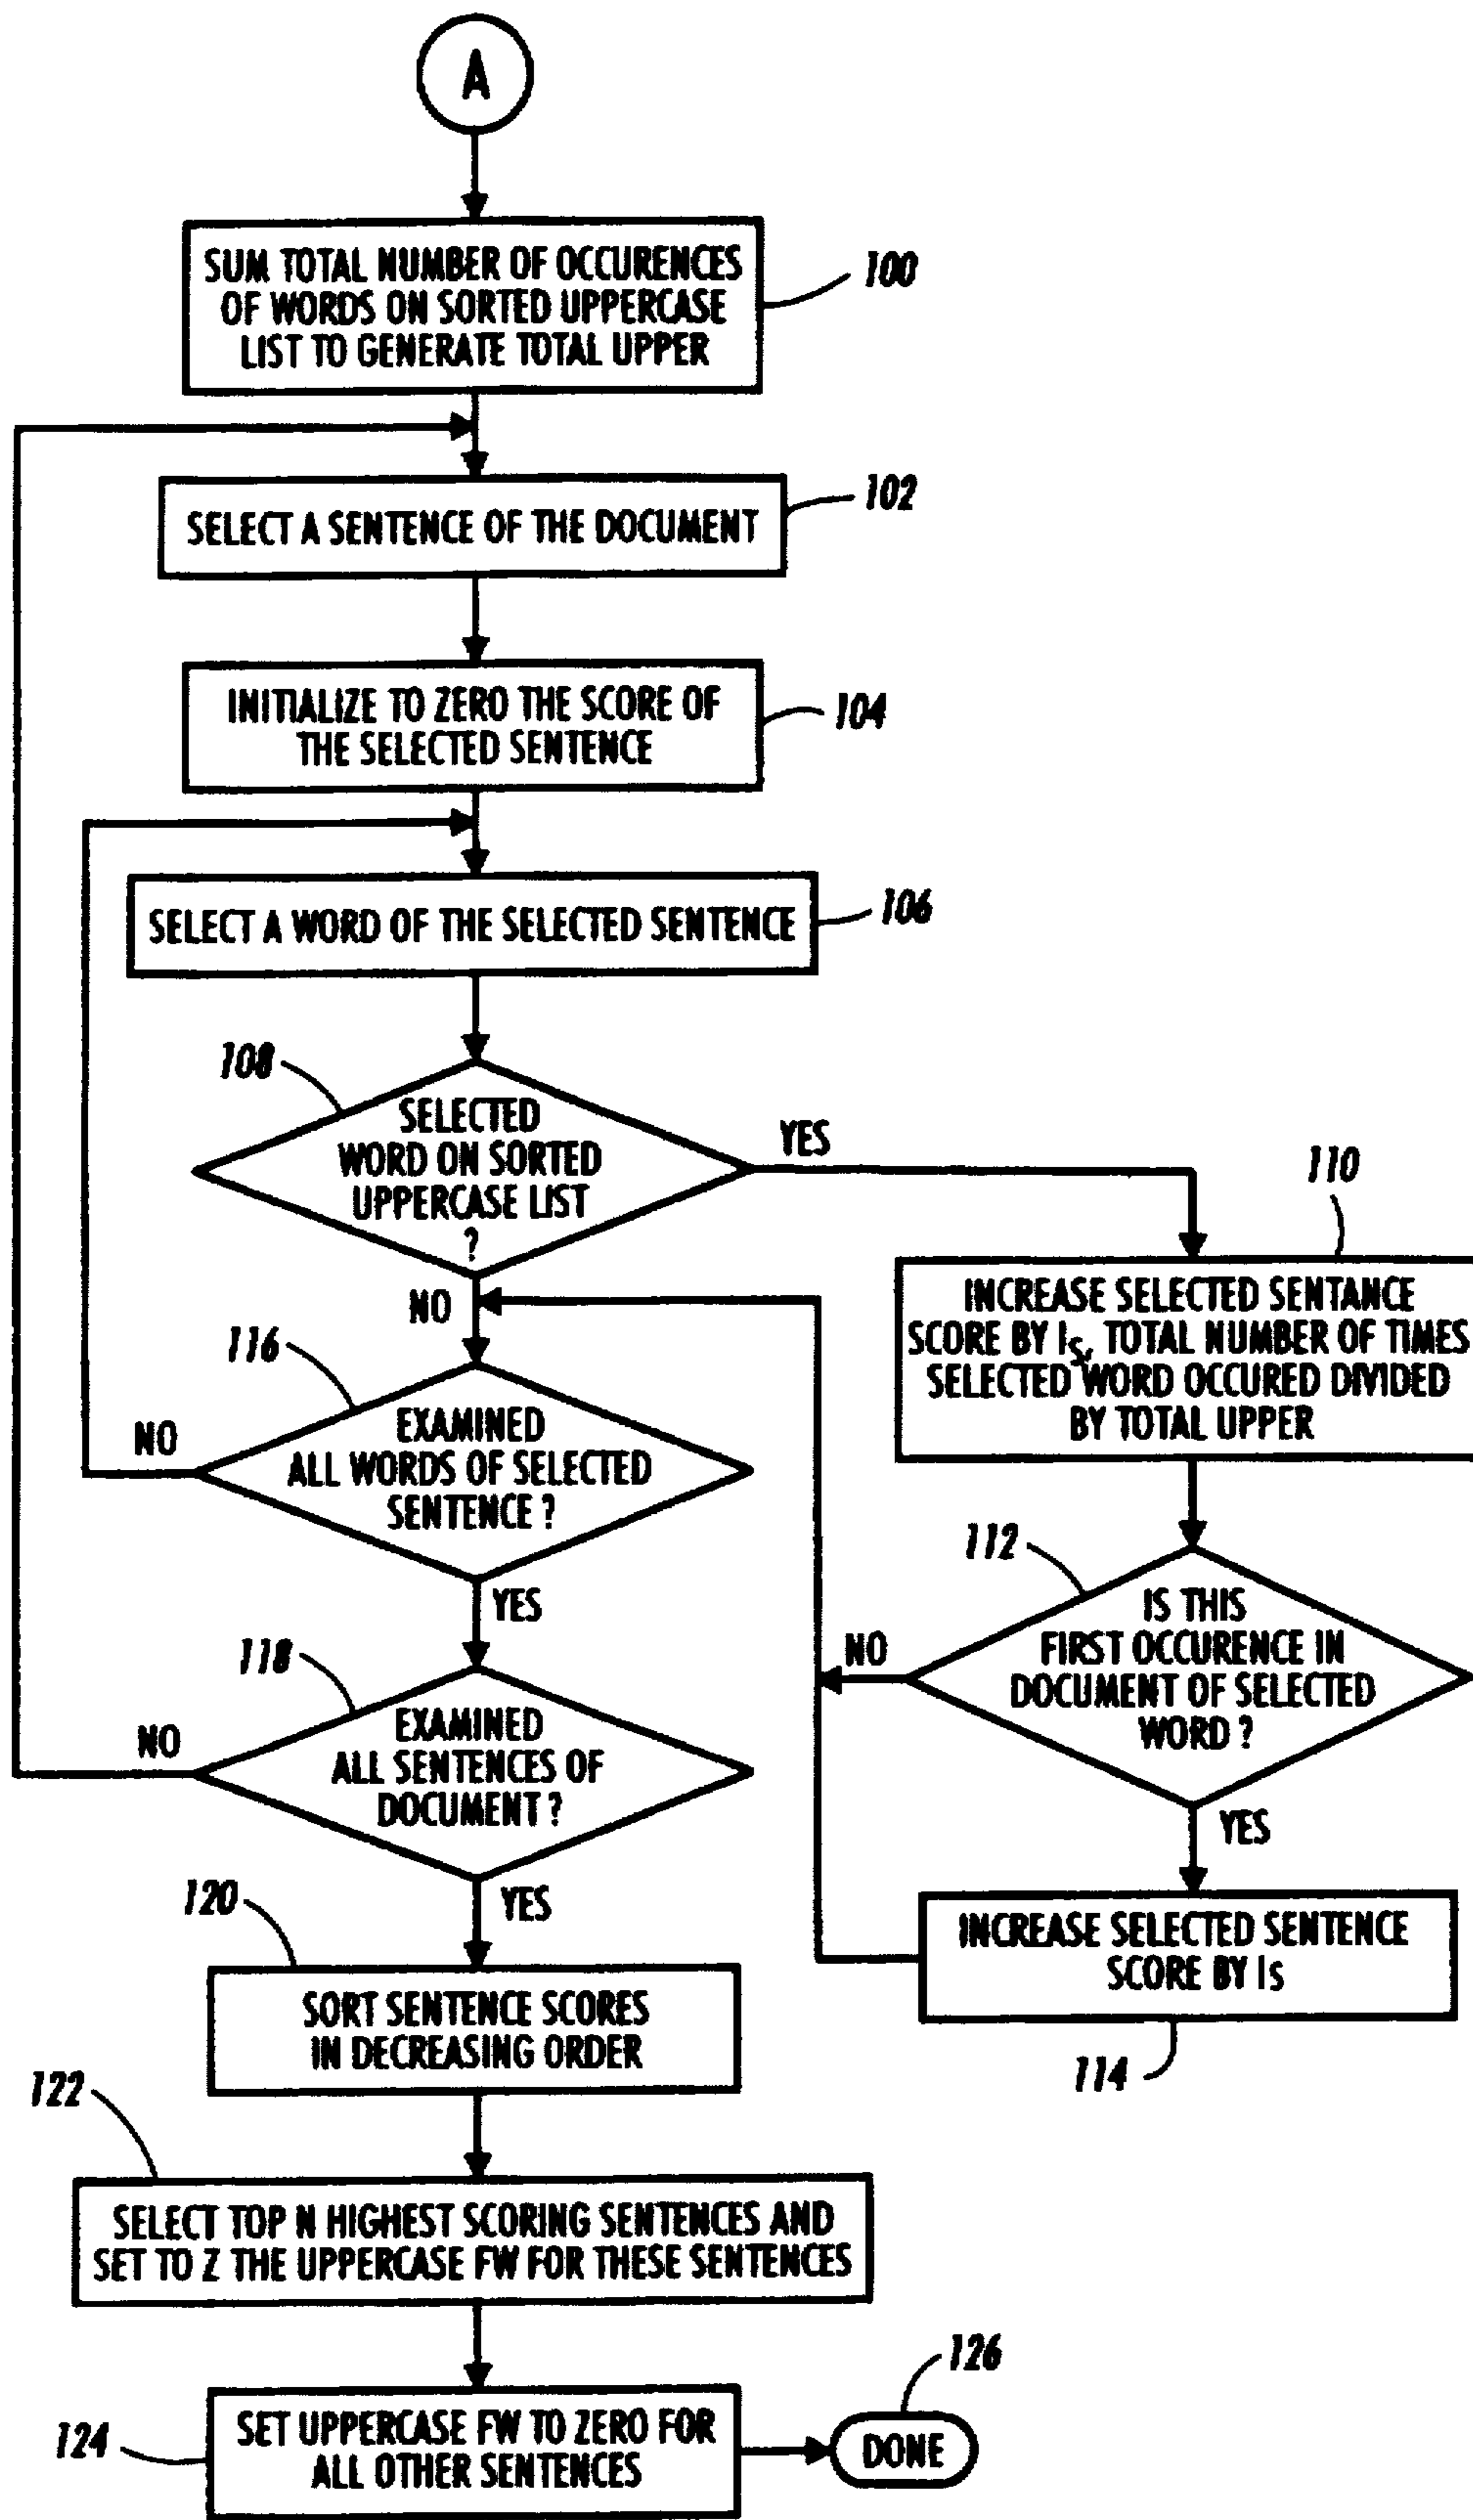 A
SUM TOTAL NUMBER OF OCCURENCES
OF WORDS ON SORTED UPPERCASE
LIST TO GENERATE TOTAL UPPER
100
SELECT A SENTENCE OF THE DOCUMENT
102
INITIALIZE TO ZERO THE SCORE OF
THE SELECTED SENTENCE
104
SELECT A WORD OF THE SELECTED SENTENCE
106
108
SELECTED
WORD ON SORTED
UPPERCASE LIST
?
YES
NO
110
INCREASE SELECTED SENTANCE
SCORE BY Is, TOTAL NUMBER OF TIMES
SELECTED WORD OCCURED DIVIDED
BY TOTAL UPPER
116
EXAMINED
ALL WORDS OF SELECTED
SENTENCE ?
NO
YES
112
IS THIS
FIRST OCCURENCE IN
DOCUMENT OF SELECTED
WORD ?
NO
YES
118
EXAMINED
ALL SENTENCES OF
DOCUMENT ?
NO
YES
INCREASE SELECTED SENTENCE
SCORE BY Is
114
120
SORT SENTENCE SCORES
IN DECREASING ORDER
122
SELECT TOP N HIGHEST SCORING SENTENCES AND
SET TO Z THE UPPERCASE FW FOR THESE SENTENCES
124
SET UPPERCASE FW TO ZERO FOR
ALL OTHER SENTENCES
126
DONE